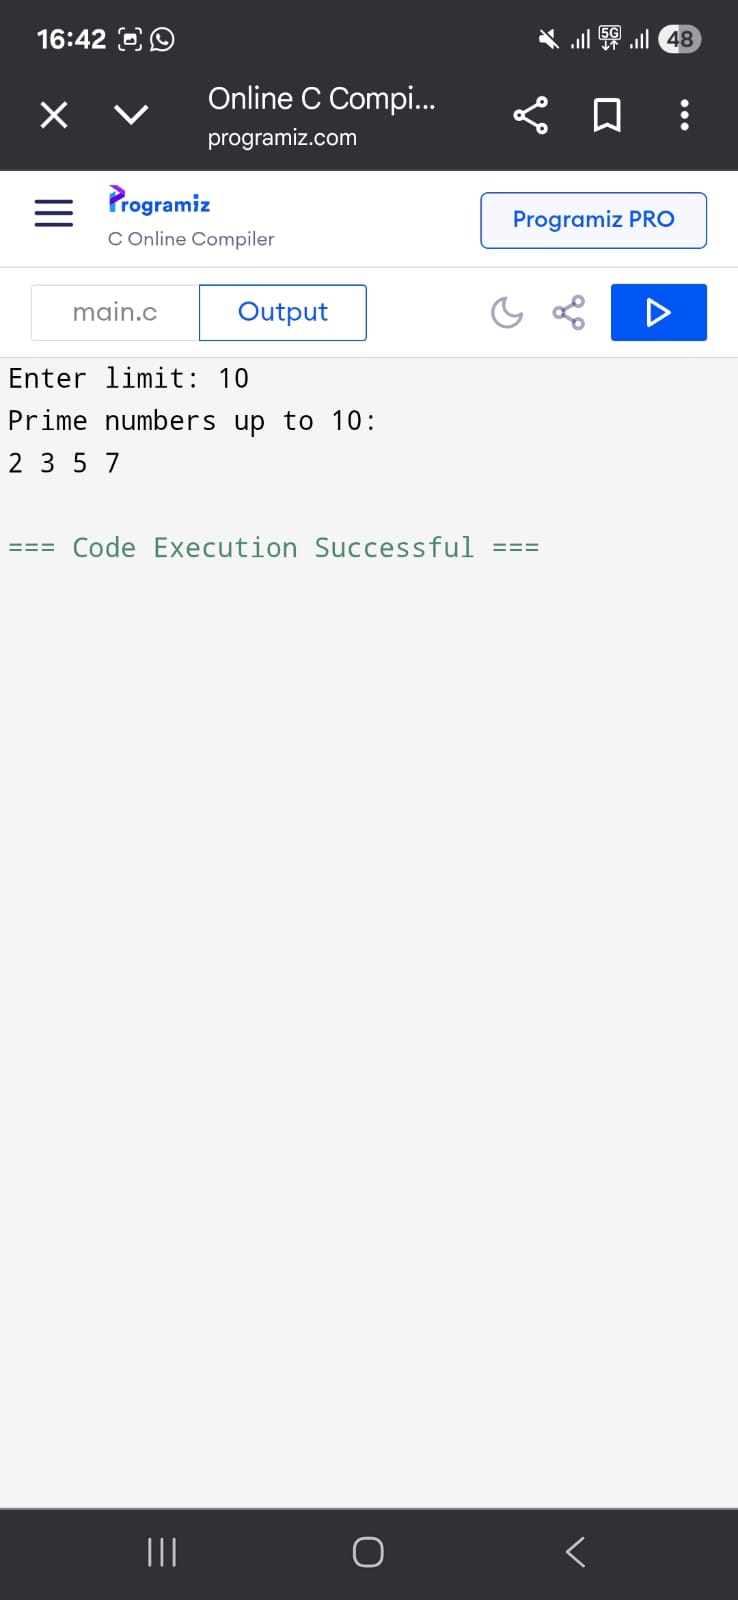 16:42
5G
48
Online C Compi...
programiz.com
Programiz
C Online Compiler
Programiz PRO
main.c
Output
Enter limit: 10
Prime numbers up to 10:
2 3 5 7
=== Code Execution Successful ===